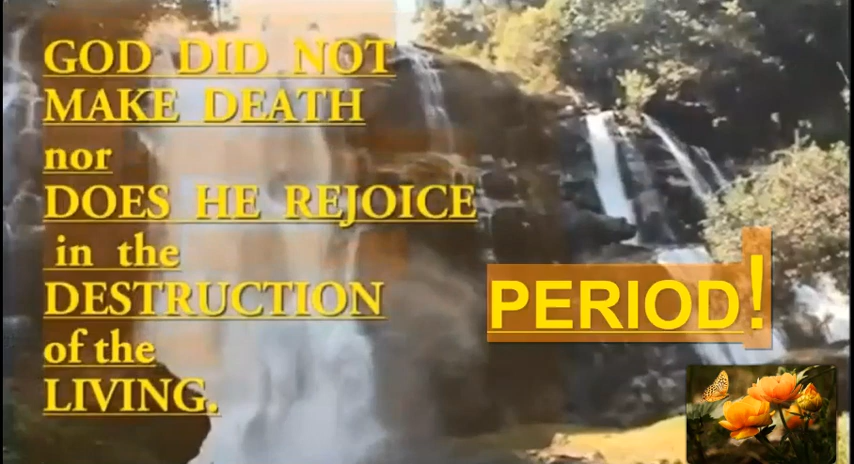 GOD DID NOT
MAKE DEATH
nor
DOES HE REJOICE
in the
DESTRUCTION
of the
LIVING.
PERIOD!